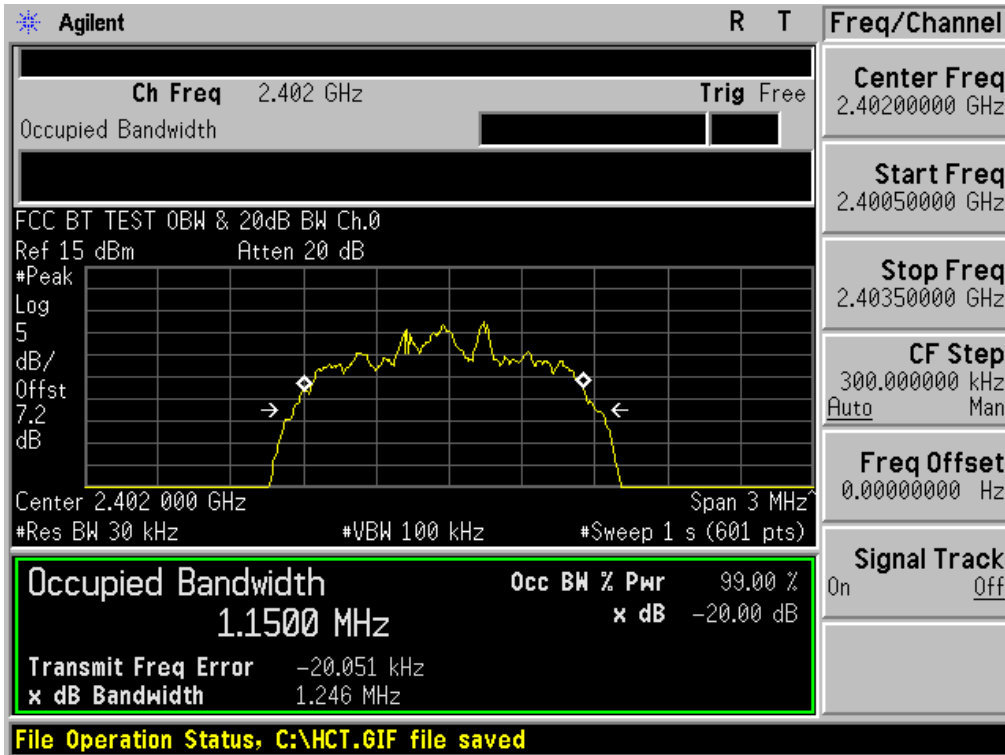 Agilent R T
Freq/Channel
Ch Freq 2.402 GHz Trig Free
Occupied Bandwidth
Center Freq
2.40200000 GHz
Start Freq
2.40050000 GHz
Stop Freq
2.40350000 GHz
CF Step
300.000000 kHz
Auto Man
Freq Offset
0.00000000 Hz
Signal Track
On Off
FCC BT TEST OBW & 20dB BW Ch.0
Ref 15 dBm Atten 20 dB
#Peak
Log
5
dB/
Offst
7.2
dB
Center 2.402 000 GHz Span 3 MHz^
#Res BW 30 kHz #VBW 100 kHz #Sweep 1 s (601 pts)
Occupied Bandwidth Occ BW % Pwr 99.00 %
1.1500 MHz x dB -20.00 dB
Transmit Freq Error -20.051 kHz
x dB Bandwidth 1.246 MHz
File Operation Status, C:\HCT.GIF file saved